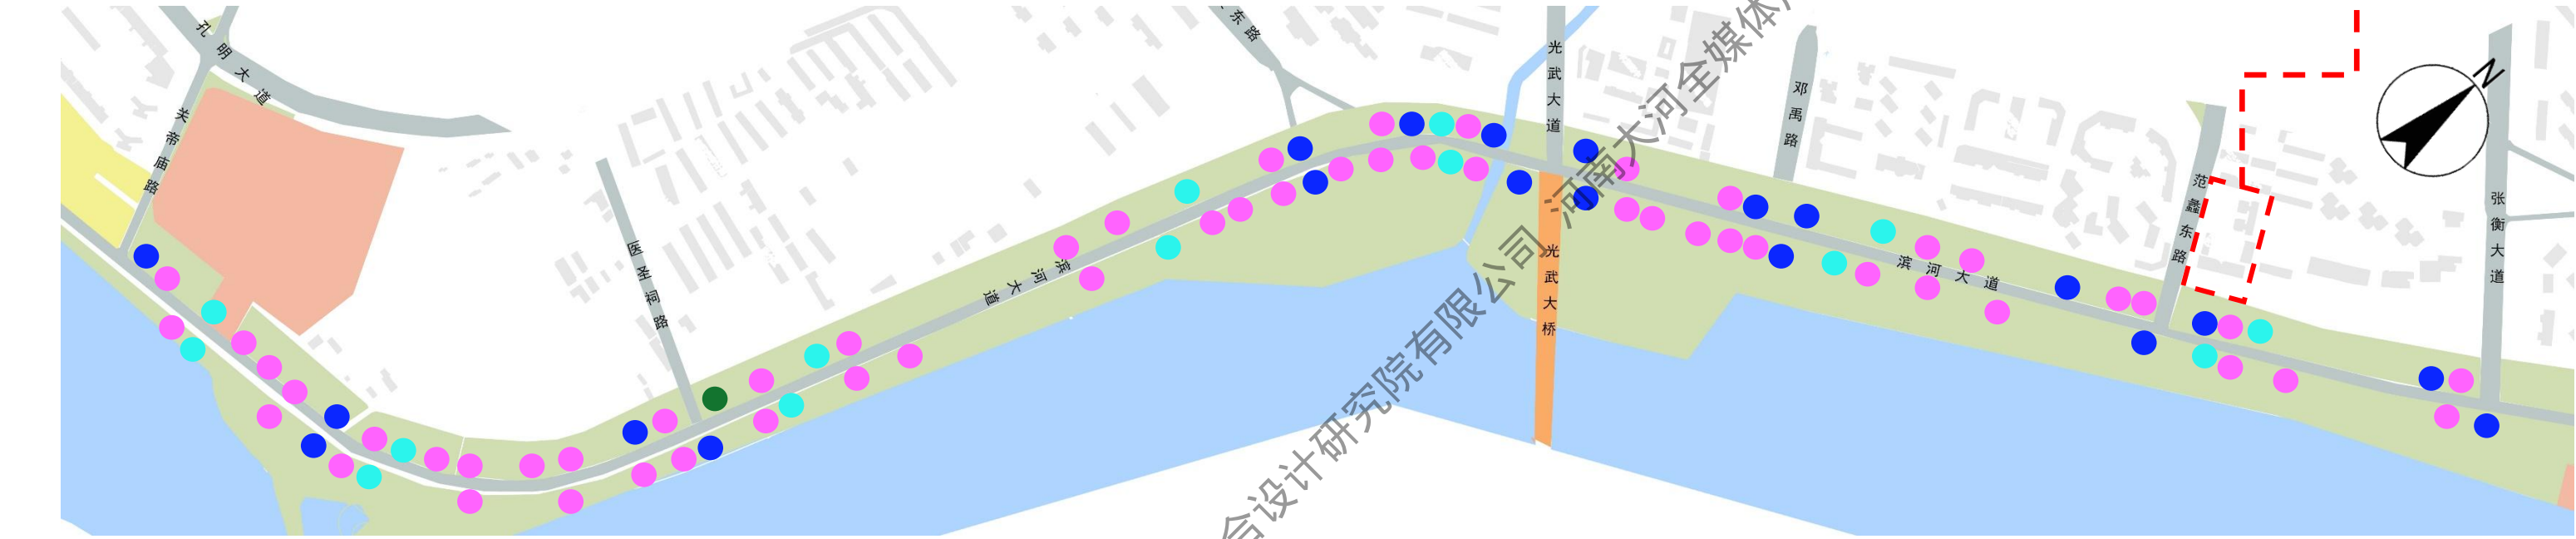 孔明大道
关帝庙路
医圣祠路
滨河大道
东路
光武大道
光武大桥
邓禹路
滨河大道
范蠡东路
张衡大道
N
合设计研究院有限公司 河南大河全媒体